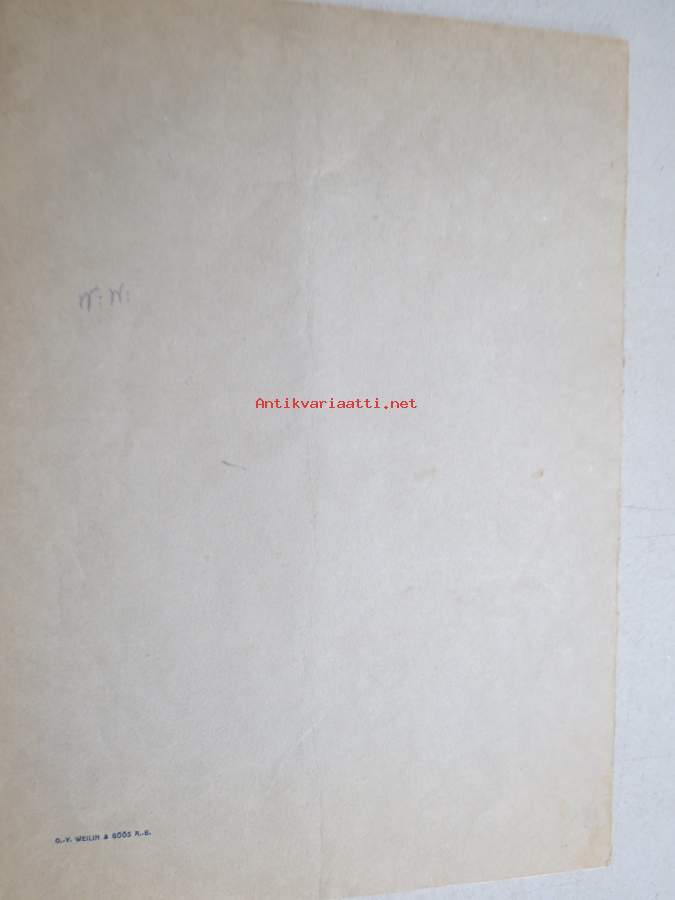 Antikvariaatti.net
O.-Y. WEILIN & GÖÖS A.-B.